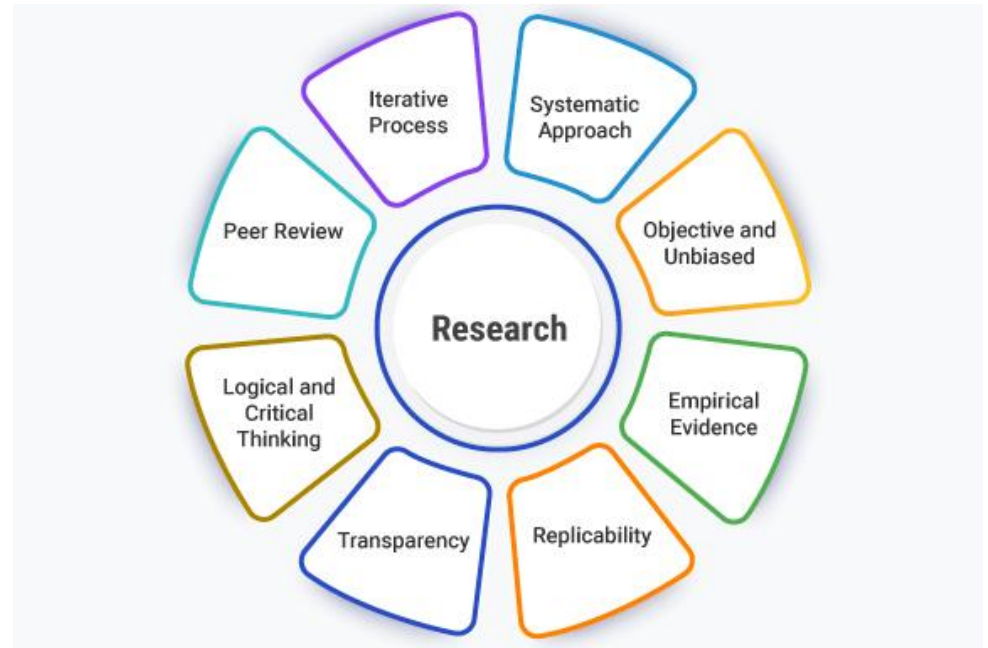 Research
Systematic
Approach
Objective and
Unbiased
Empirical
Evidence
Replicability
Transparency
Logical and
Critical
Thinking
Peer Review
Iterative
Process